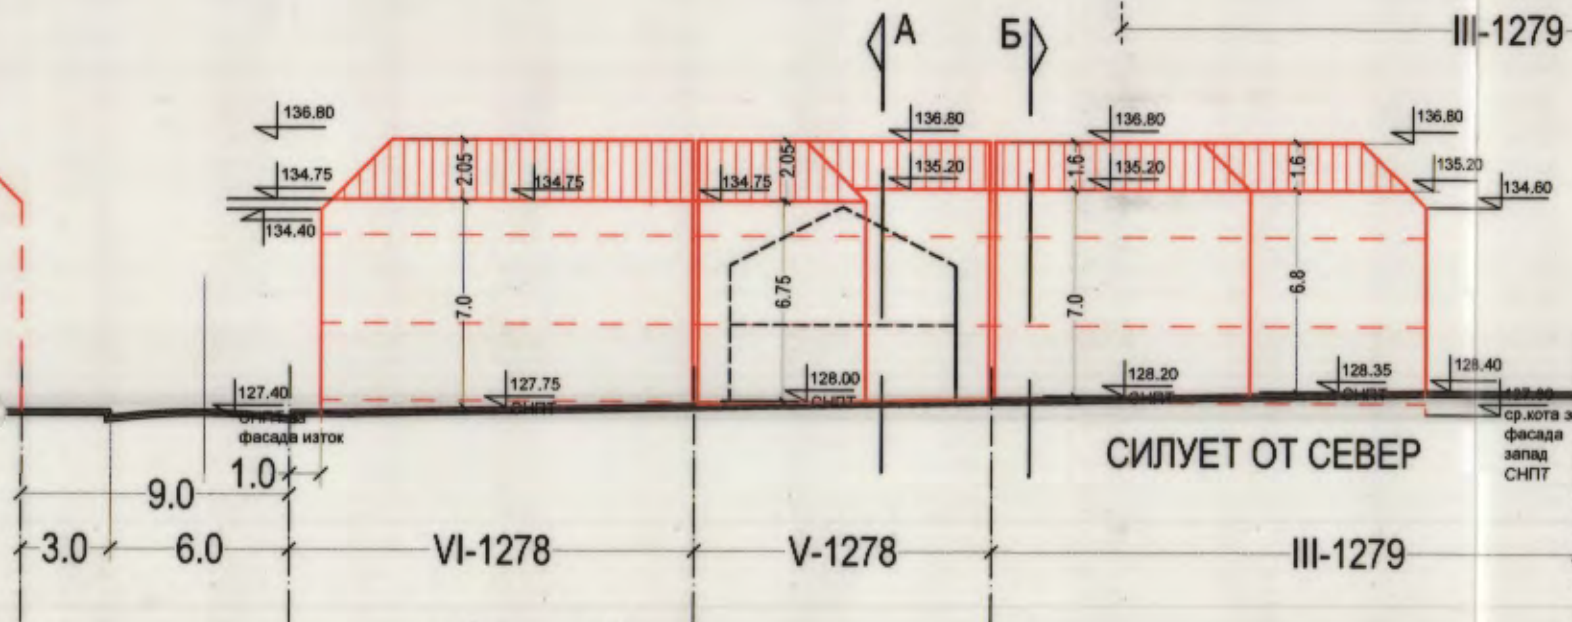 А
Б
III-1279
136.80
136.80
136.80
136.80
134.75
2.05
134.75
134.75
2.05
135.20
1.6
135.20
1.6
135.20
134.60
134.40
7.0
6.75
7.0
6.8
127.40
127.75
128.00
128.20
128.35
128.40
СНПТ
СНПТ
СНПТ
СНПТ
фасада изток
ср.кота з
фасада
запад
СНПТ
СИЛУЕТ ОТ СЕВЕР
1.0
9.0
3.0
6.0
VI-1278
V-1278
III-1279